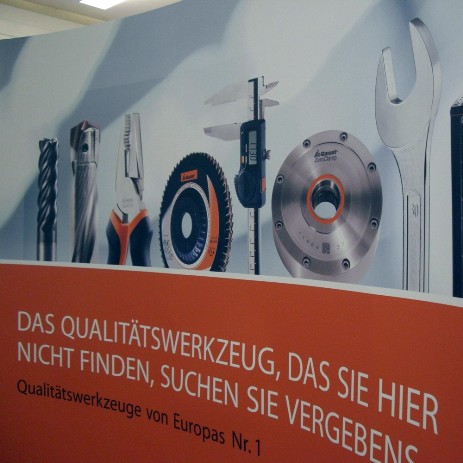 DAS QUALITÄTSWERKZEUG, DAS SIE HIER
NICHT FINDEN, SUCHEN SIE VERGEBENS
Qualitätswerkzeuge von Europas Nr. 1